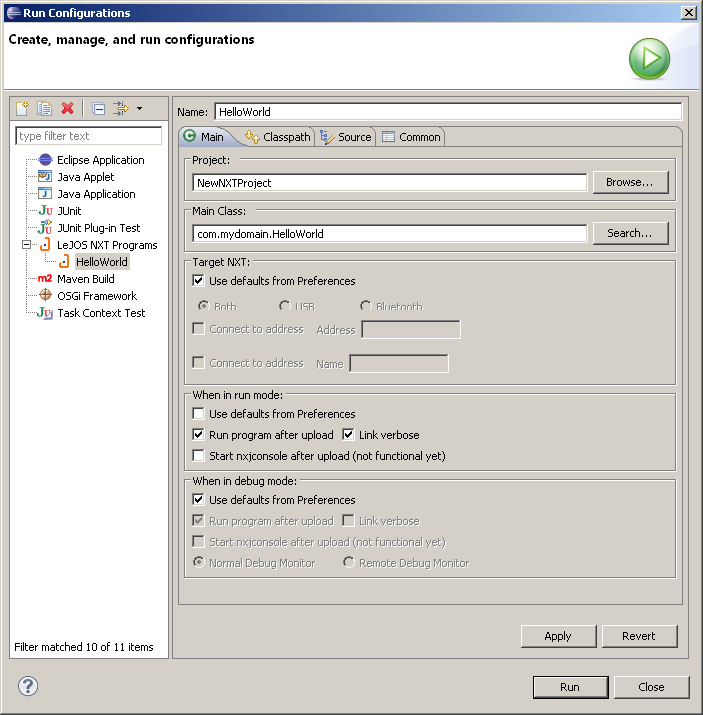 Run Configurations
Create, manage, and run configurations
type filter text
Eclipse Application
Java Applet
Java Application
Ju JUnit
JUnit Plug-in Test
LeJOS NXT Programs
HelloWorld
m2 Maven Build
OSGi Framework
Ju Task Context Test
Filter matched 10 of 11 items
Name: HelloWorld
C Main Classpath Source Common
Project:
NewNXTProject Browse...
Main Class:
com.mydomain.HelloWorld Search...
Target NXT:
Use defaults from Preferences
Both USB Bluetooth
Connect to address Address
Connect to address Name
When in run mode:
Use defaults from Preferences
Run program after upload Link verbose
Start nxjconsole after upload (not functional yet)
When in debug mode:
Use defaults from Preferences
Run program after upload Link verbose
Start nxjconsole after upload (not functional yet)
Normal Debug Monitor Remote Debug Monitor
Apply Revert
? Run Close